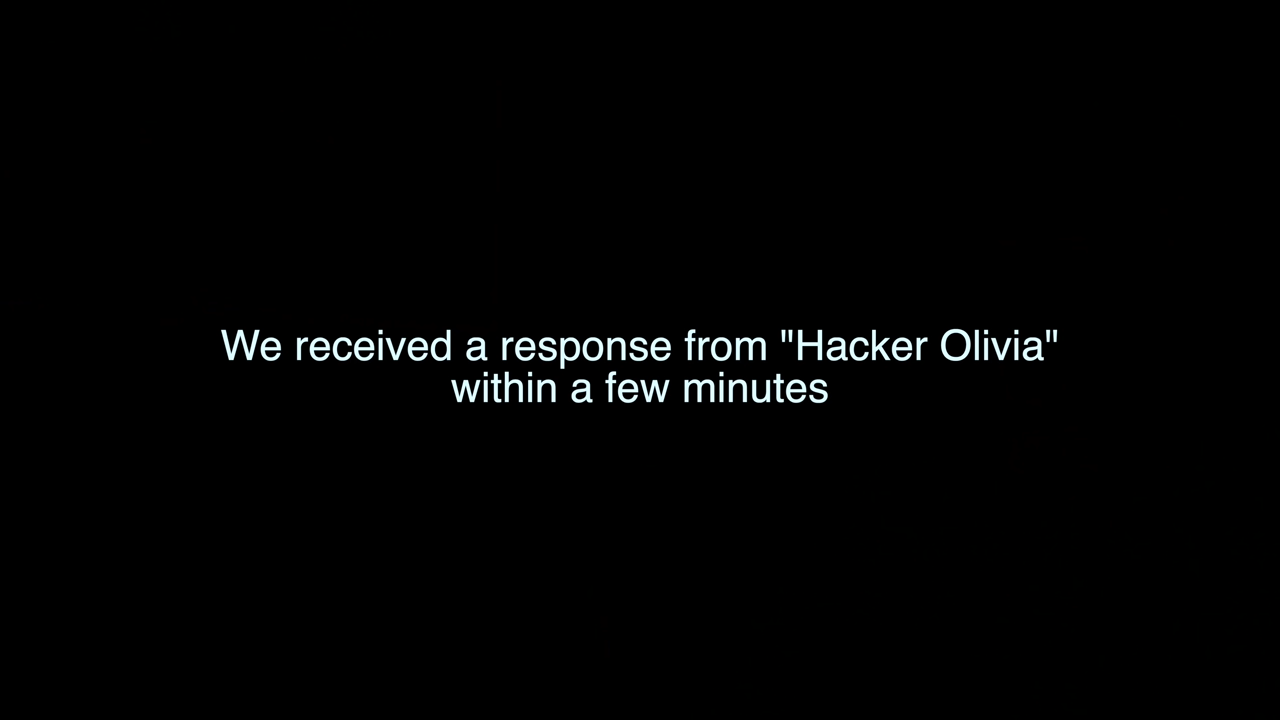 We received a response from "Hacker Olivia"
within a few minutes